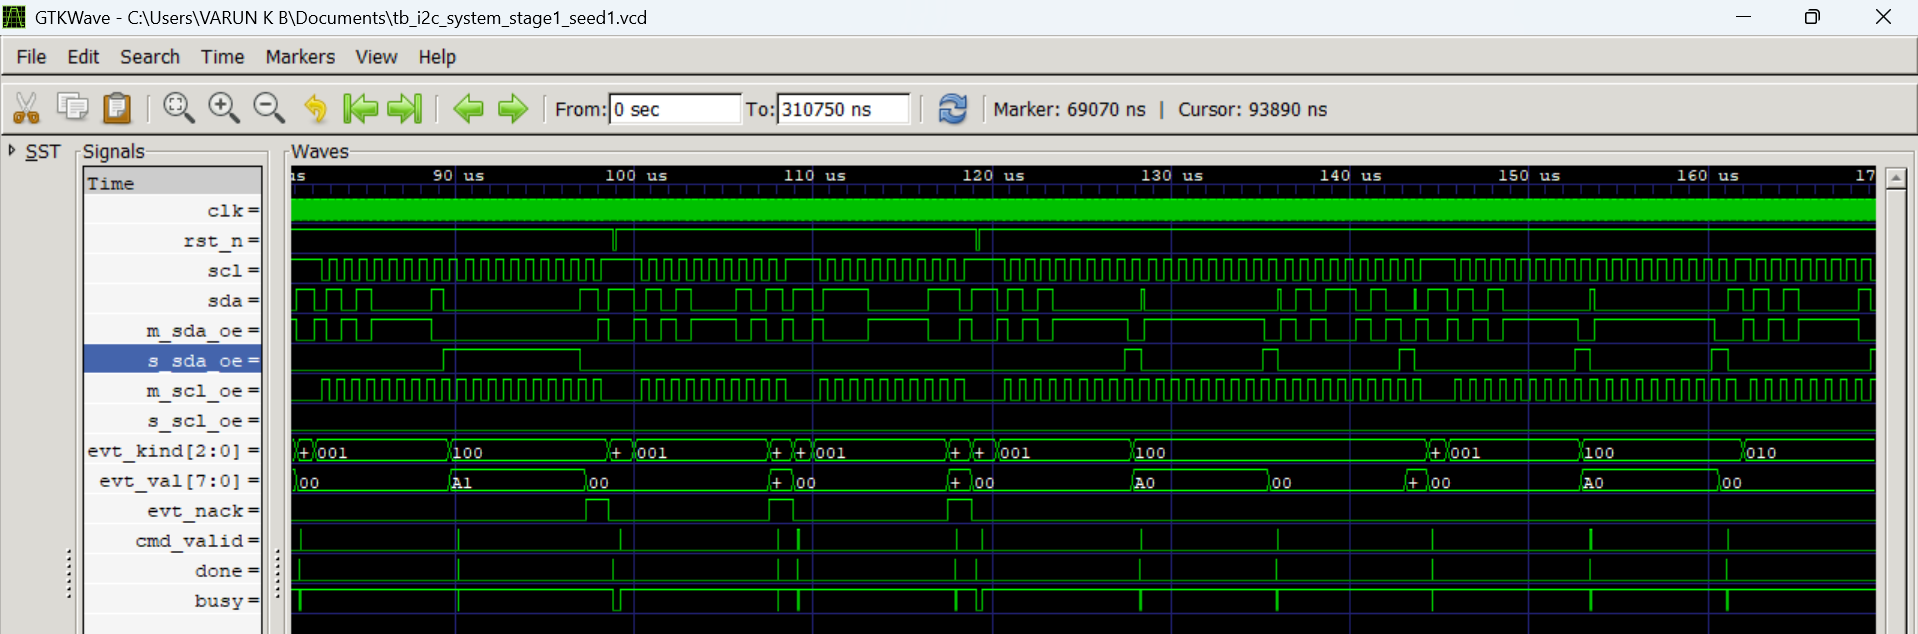 GTKWave - C:\Users\VARUN K B\Documents\tb_i2c_system_stage1_seed1.vcd
File Edit Search Time Markers View Help
From: 0 sec To: 310750 ns Marker: 69070 ns | Cursor: 93890 ns
SST Signals Waves
Time us 90 us 100 us 110 us 120 us 130 us 140 us 150 us 160 us 17
clk=
rst_n=
scl=
sda=
m_sda_oe=
s_sda_oe=
m_scl_oe=
s_scl_oe=
evt_kind[2:0]= + 001 100 + 001 + + 001 + + 001 100 + 001 100 010
evt_val[7:0]= 00 A1 00 + 00 + 00 A0 00 + 00 A0 00
evt_nack=
cmd_valid=
done=
busy=